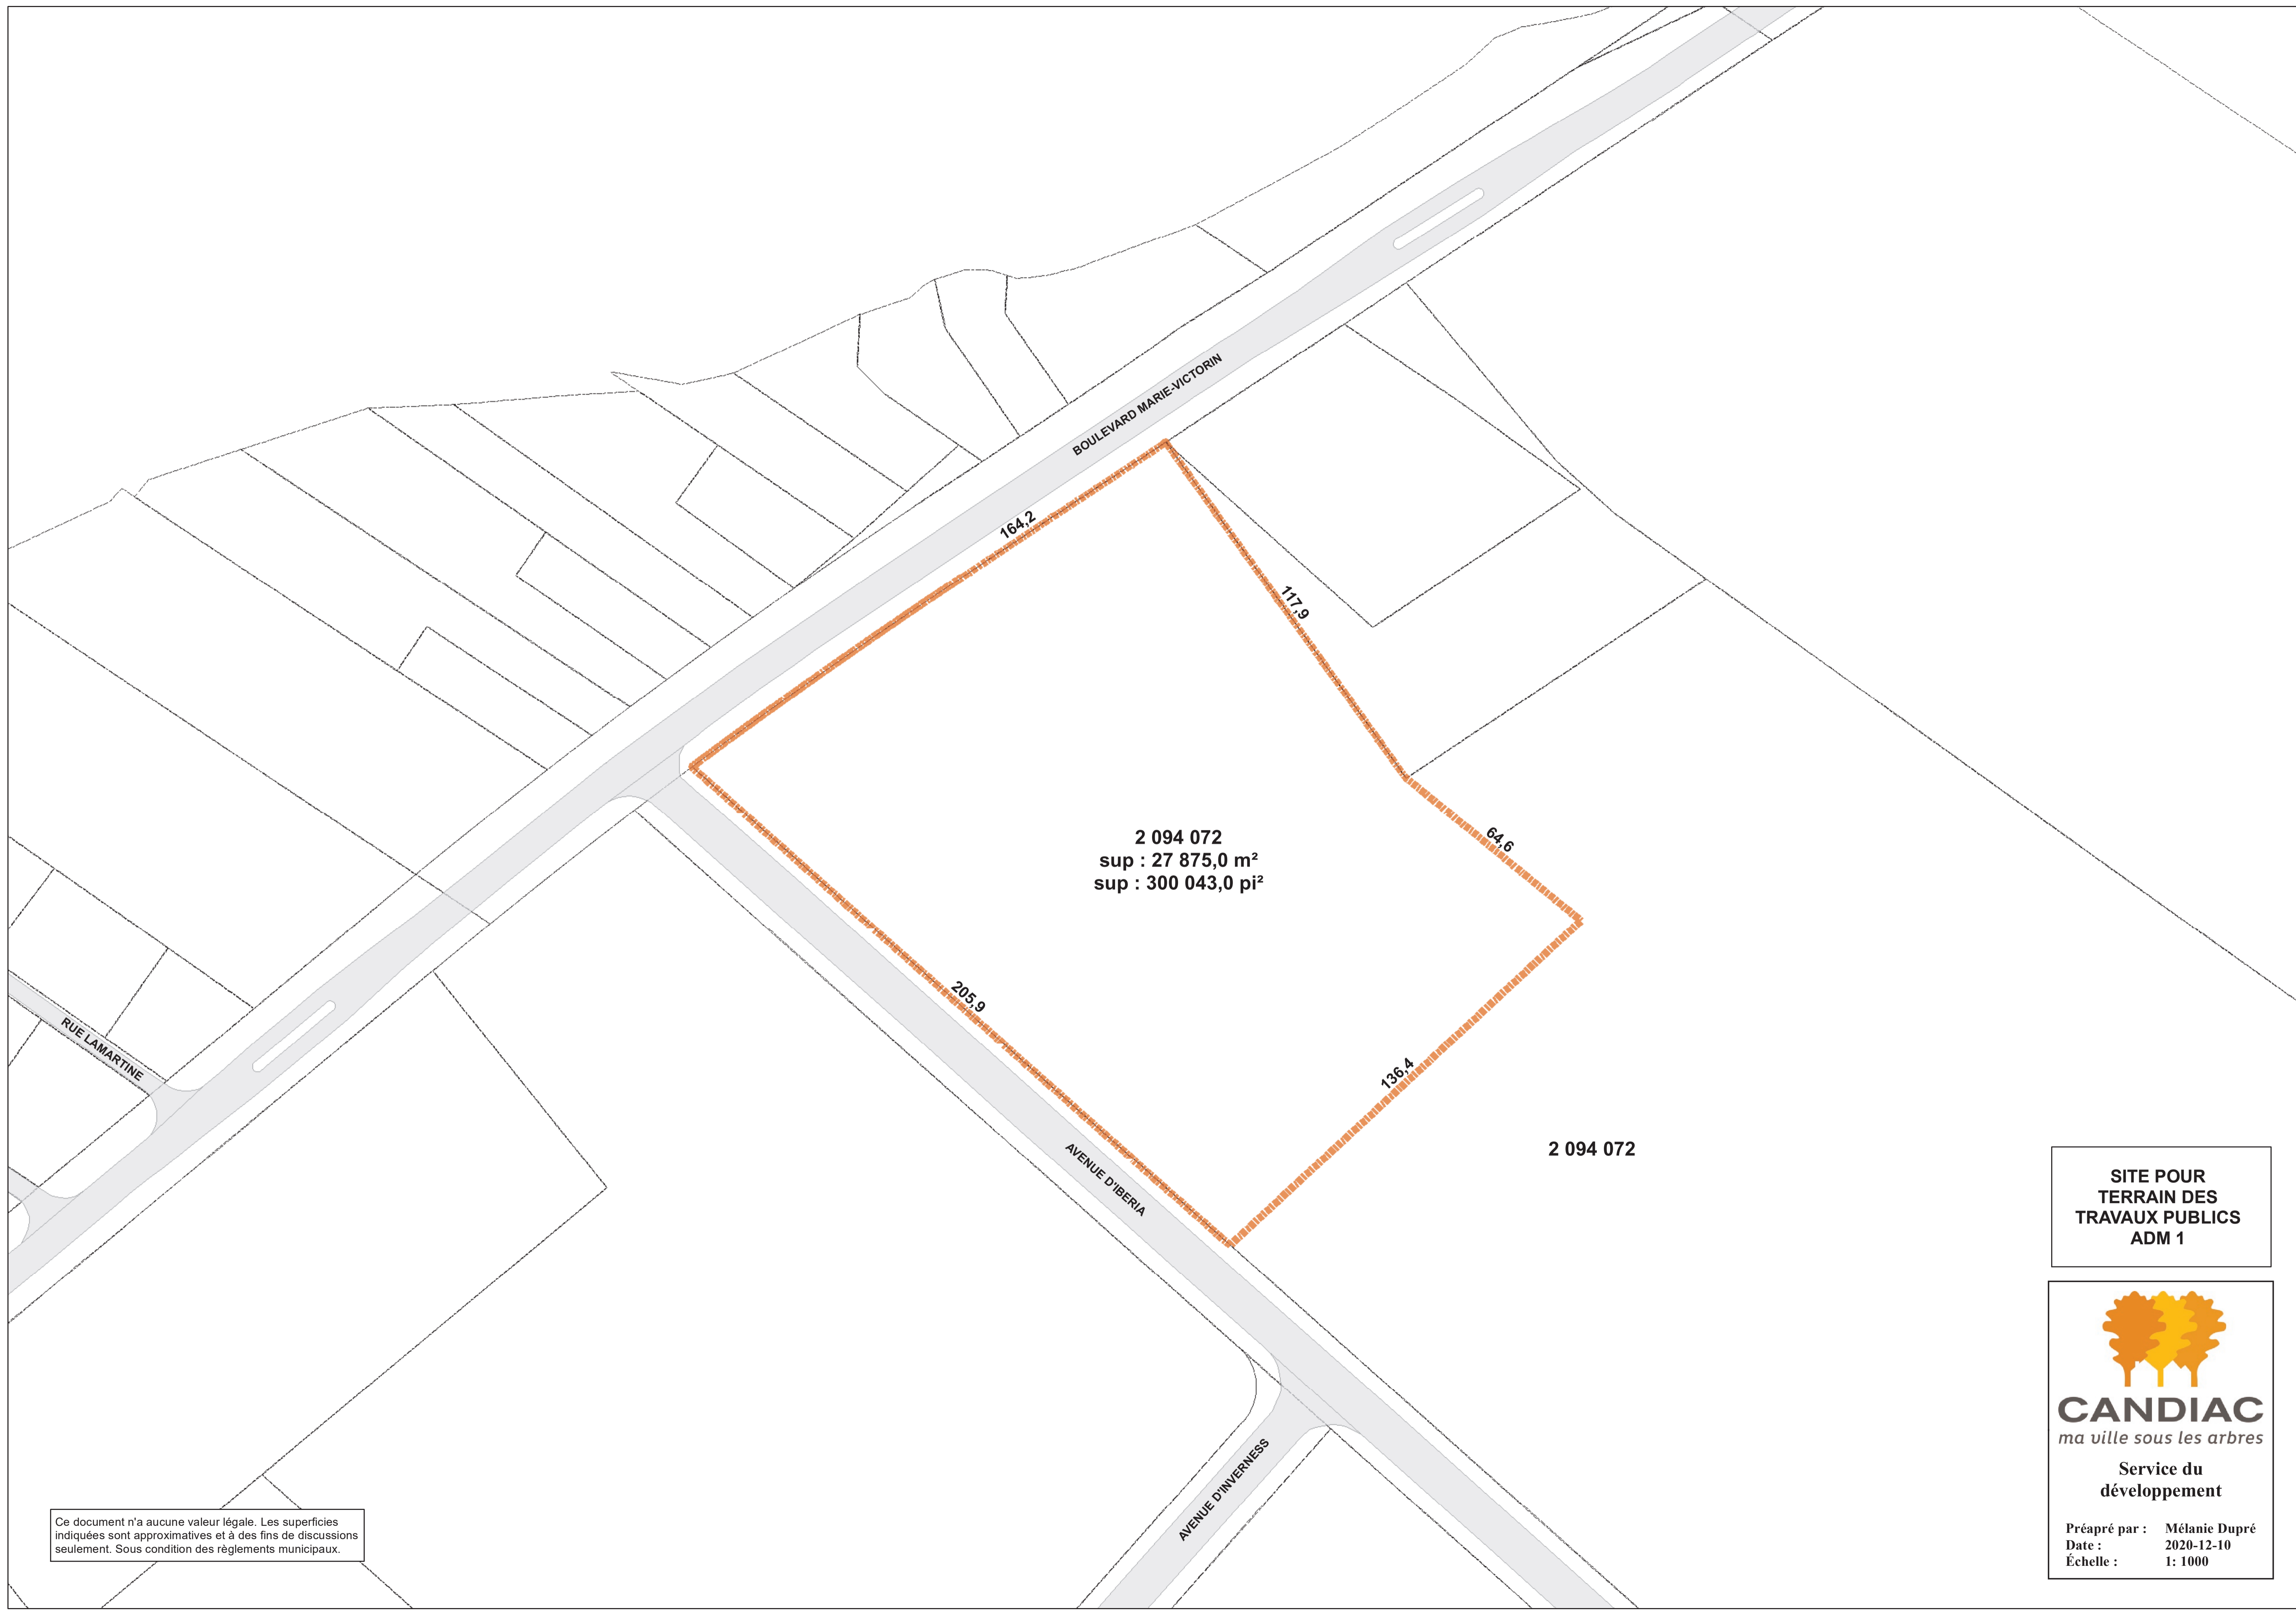 BOULEVARD MARIE-VICTORIN
164,2
117,9
2 094 072
sup : 27 875,0 m²
sup : 300 043,0 pi²
64,6
205,9
136,4
RUE LAMARTINE
AVENUE D'IBERIA
2 094 072
AVENUE D'INVERNESS
SITE POUR
TERRAIN DES
TRAVAUX PUBLICS
ADM 1
CANDIAC
ma ville sous les arbres
Service du
développement
Préapré par : Mélanie Dupré
Date : 2020-12-10
Échelle : 1: 1000
Ce document n'a aucune valeur légale. Les superficies
indiquées sont approximatives et à des fins de discussions
seulement. Sous condition des règlements municipaux.